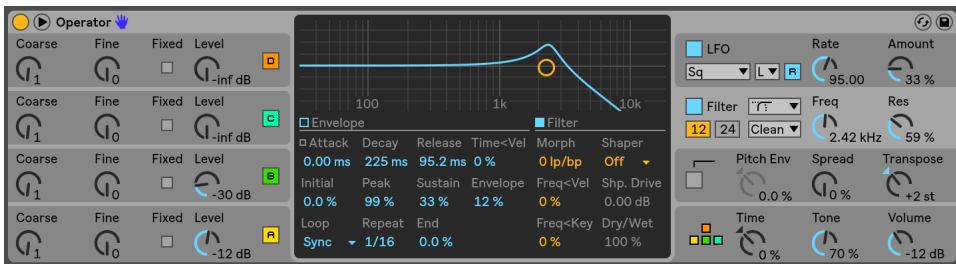 Operator
Coarse Fine Fixed Level
1 0 -inf dB D
Coarse Fine Fixed Level
1 0 -inf dB C
Coarse Fine Fixed Level
1 0 -30 dB B
Coarse Fine Fixed Level
1 0 -12 dB A
100 1k 10k
Envelope Filter
Attack Decay Release Time<Vel Morph Shaper
0.00 ms 225 ms 95.2 ms 0 % 0 lp/bp Off
Initial Peak Sustain Envelope Freq<Vel Shp. Drive
0.0 % 99 % 33 % 12 % 0 % 0.00 dB
Loop Repeat End Freq<Key Dry/Wet
Sync 1/16 0.0 % 0 % 100 %
LFO Rate Amount
Sq L R 95.00 33 %
Filter Freq Res
12 24 Clean 2.42 kHz 59 %
Pitch Env Spread Transpose
0.0 % 0 % +2 st
Time Tone Volume
0 % 70 % -12 dB